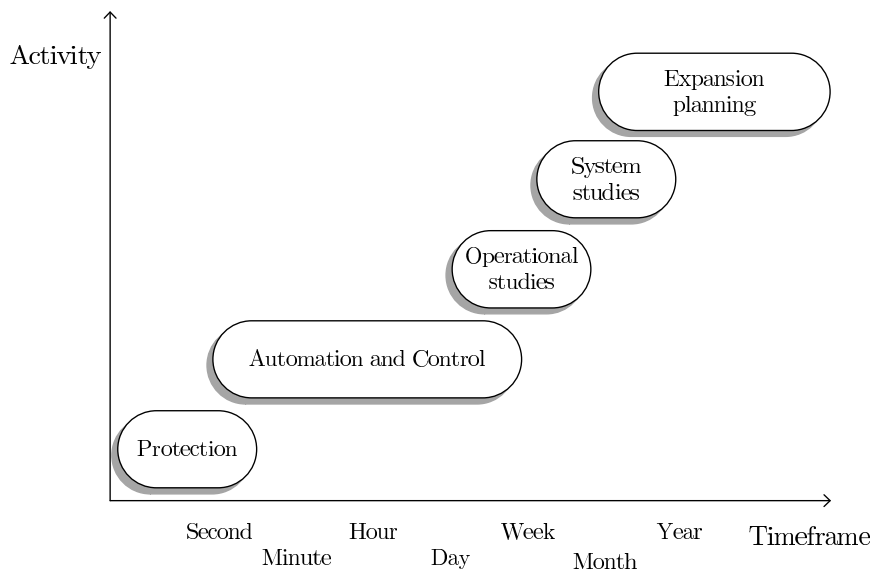 Activity
Expansion
planning
System
studies
Operational
studies
Automation and Control
Protection
Second
Hour
Week
Year
Timeframe
Minute
Day
Month